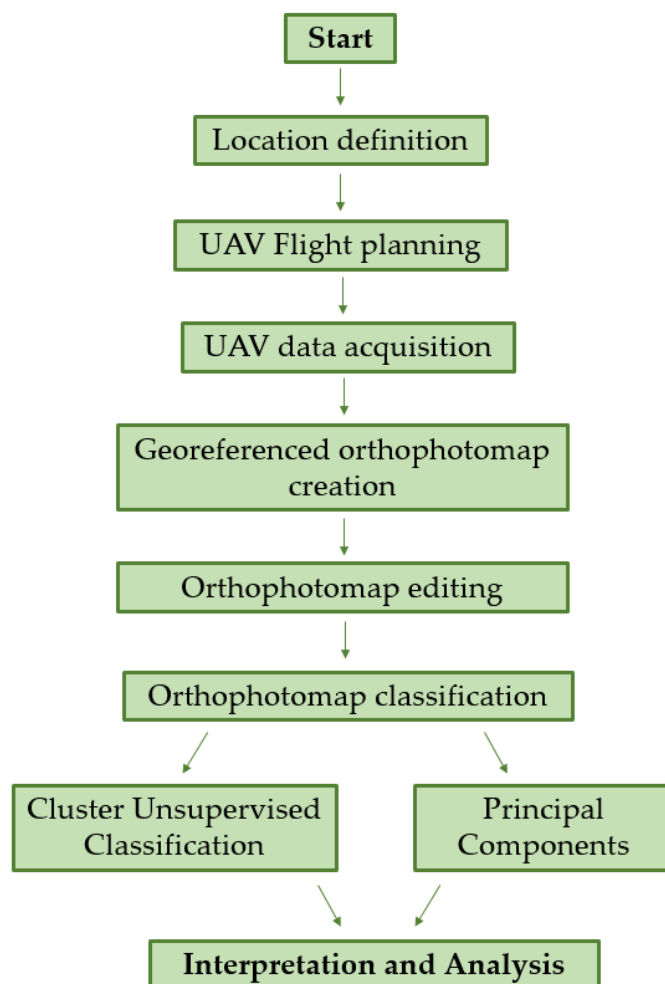 Start
Location definition
UAV Flight planning
UAV data acquisition
Georeferenced orthophotomap
creation
Orthophotomap editing
Orthophotomap classification
Cluster Unsupervised
Classification
Principal
Components
Interpretation and Analysis